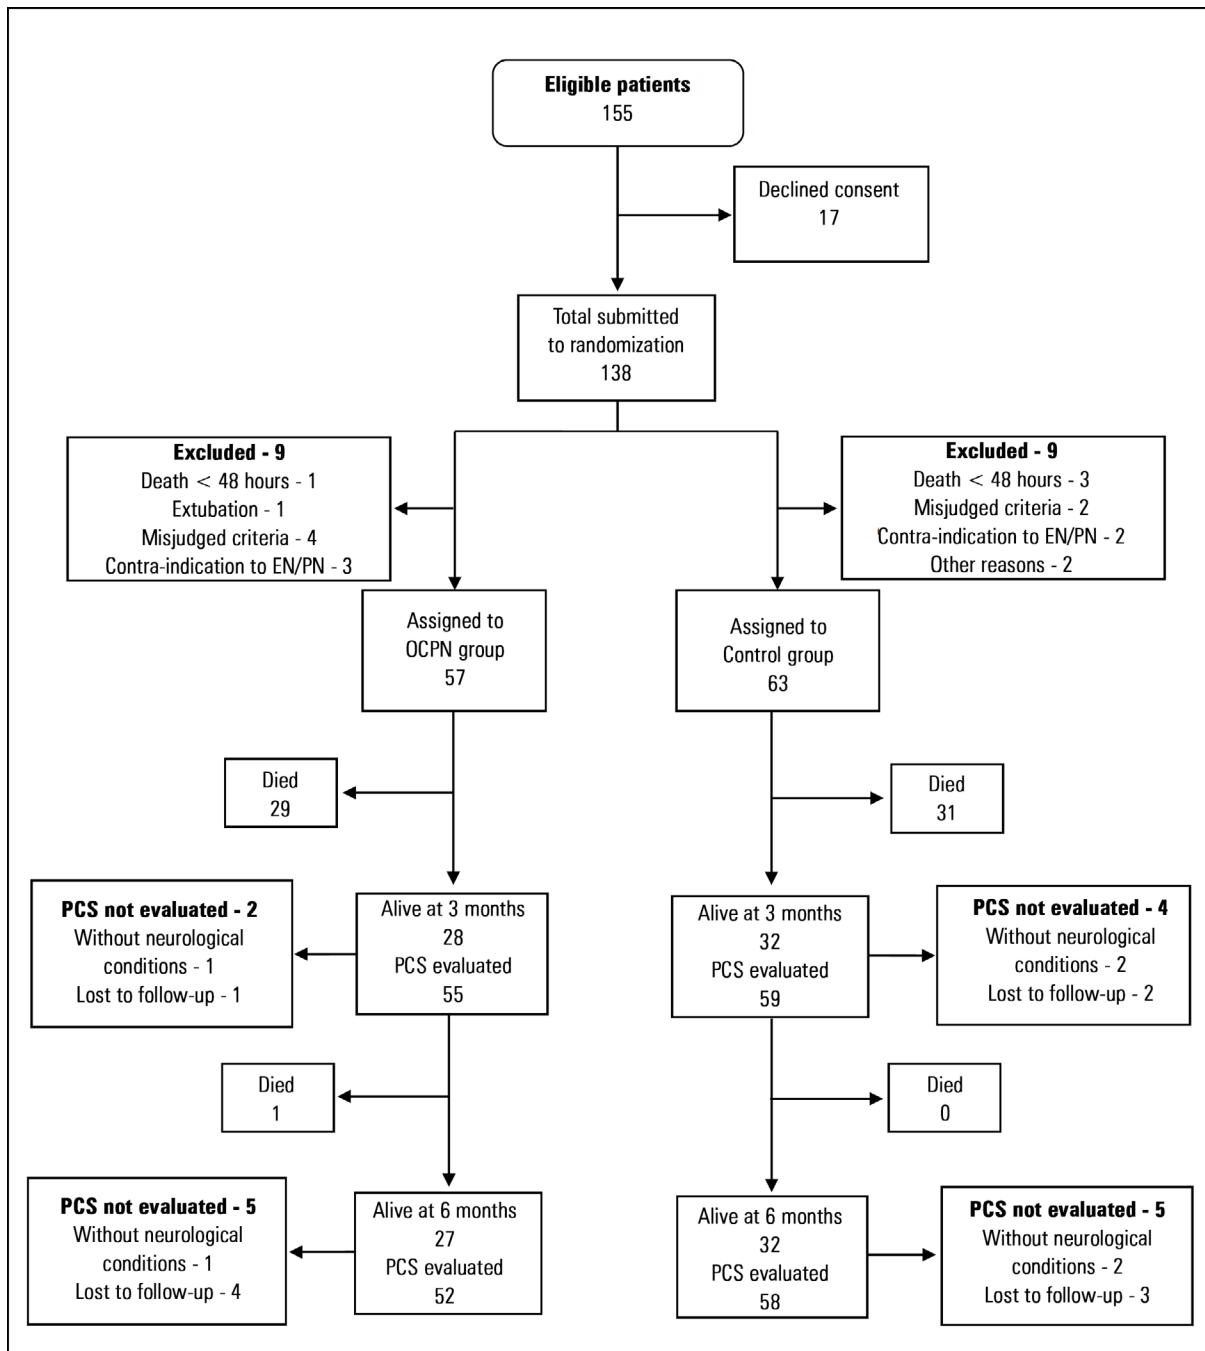 Eligible patients
155
Declined consent
17
Total submitted
to randomization
138
Excluded - 9
Death < 48 hours - 1
Extubation - 1
Misjudged criteria - 4
Contra-indication to EN/PN - 3
Excluded - 9
Death < 48 hours - 3
Misjudged criteria - 2
Contra-indication to EN/PN - 2
Other reasons - 2
Assigned to
OCPN group
57
Assigned to
Control group
63
Died
29
Died
31
PCS not evaluated - 2
Without neurological
conditions - 1
Lost to follow-up - 1
Alive at 3 months
28
PCS evaluated
55
Alive at 3 months
32
PCS evaluated
59
PCS not evaluated - 4
Without neurological
conditions - 2
Lost to follow-up - 2
Died
1
Died
0
PCS not evaluated - 5
Without neurological
conditions - 1
Lost to follow-up - 4
Alive at 6 months
27
PCS evaluated
52
Alive at 6 months
32
PCS evaluated
58
PCS not evaluated - 5
Without neurological
conditions - 2
Lost to follow-up - 3